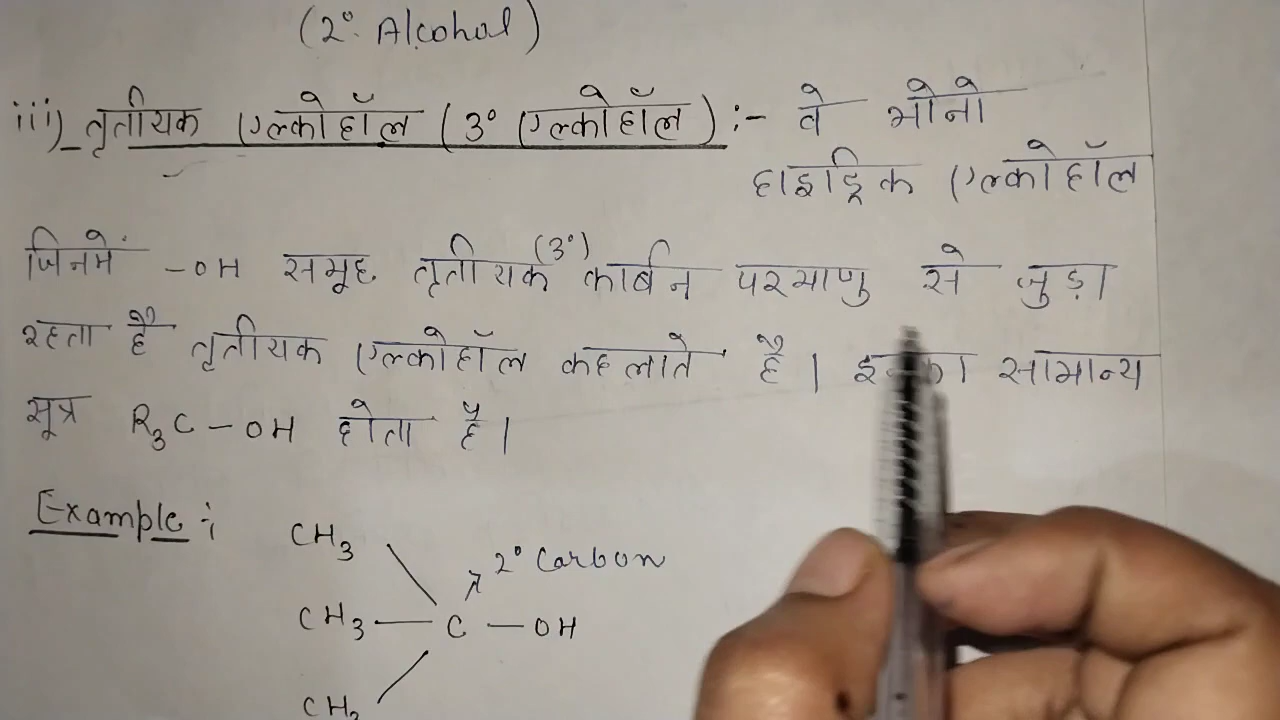 (2° Alcohol)
iii) तृतीयक एल्कोहॉल (3° एल्कोहॉल) :- वे मोनो
हाइड्रिक एल्कोहॉल
जिनमें -OH समूह तृतीयक (3°) कार्बन परमाणु से जुड़ा
रहता है तृतीयक एल्कोहॉल कहलाते है। सामान्य
सूत्र R₃C-OH होता है।
Example :-
CH₃
2° Carbon
CH₃ — C — OH
CH₃